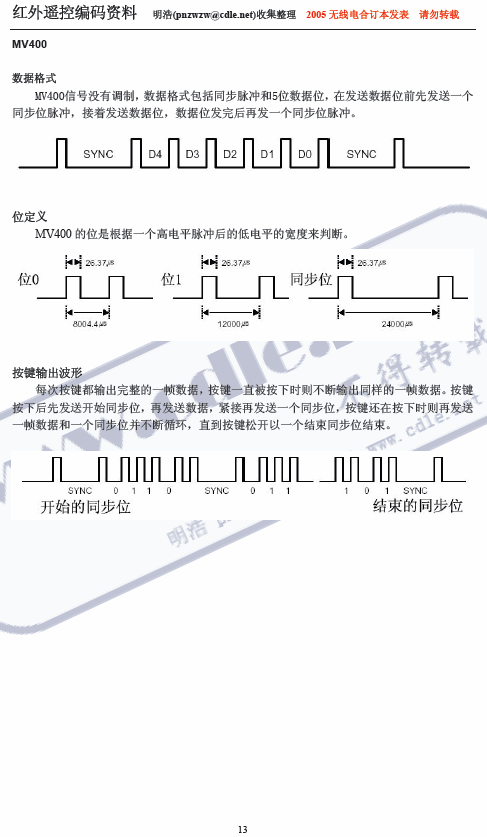 红外遥控编码资料 明浩(pnzwzw@cdle.net)收集整理 2005 无线电合订本发表 请勿转载
MV400
数据格式
MV400信号没有调制，数据格式包括同步脉冲和5位数据位，在发送数据位前先发送一个
同步位脉冲，接着发送数据位，数据位发完后再发一个同步位脉冲。
SYNC D4 D3 D2 D1 D0 SYNC
位定义
MV400 的位是根据一个高电平脉冲后的低电平的宽度来判断。
26.37μs 26.37μs 26.37μs
位0 位1 同步位
8004.4μs 12000μs 24000μs
按键输出波形
每次按键都输出完整的一帧数据，按键一直被按下时则不断输出同样的一帧数据。按键
按下后先发送开始同步位，再发送数据，紧接再发送一个同步位，按键还在按下时则再发送
一帧数据和一个同步位并不断循环，直到按键松开以一个结束同步位结束。
SYNC 0 1 1 0 SYNC 0 1 1 1 0 1 SYNC
开始的同步位 结束的同步位
www.cdle.net
明浩
不得转载
13